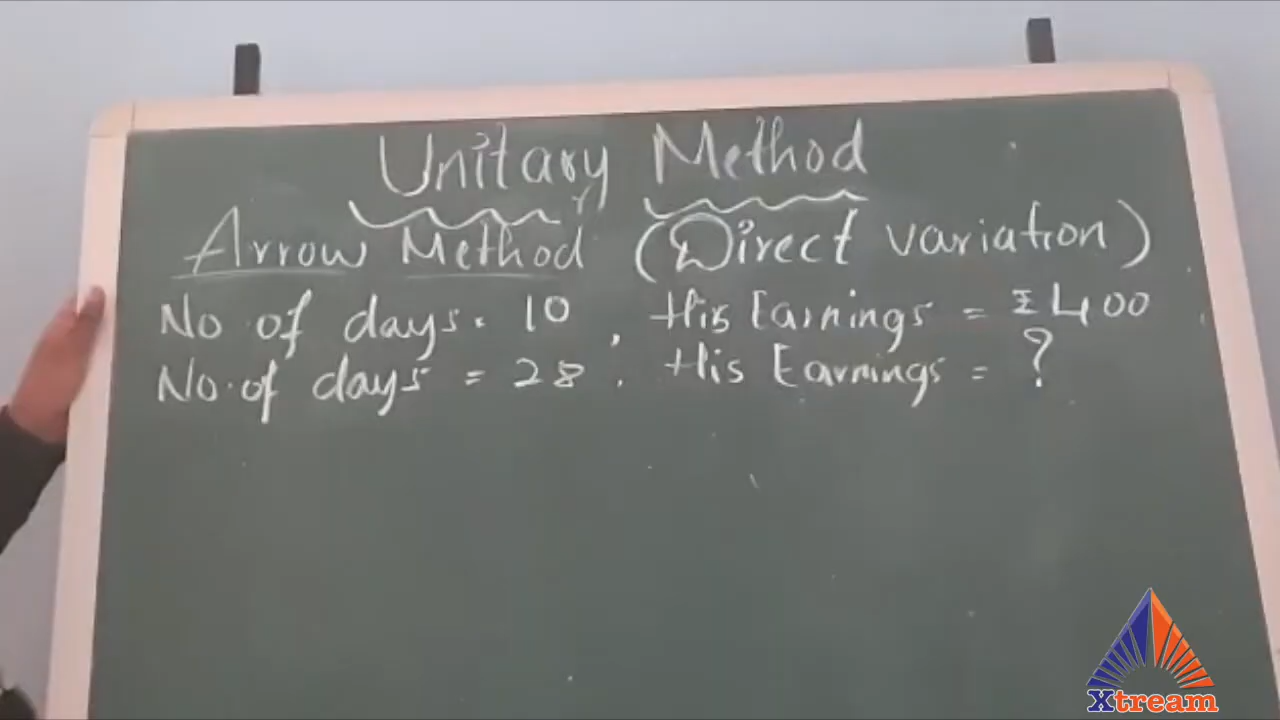 Unitary Method
Arrow Method (Direct variation)
No of days = 10, His Earnings = ₹400
No. of days = 28, His Earnings = ?
Xtream